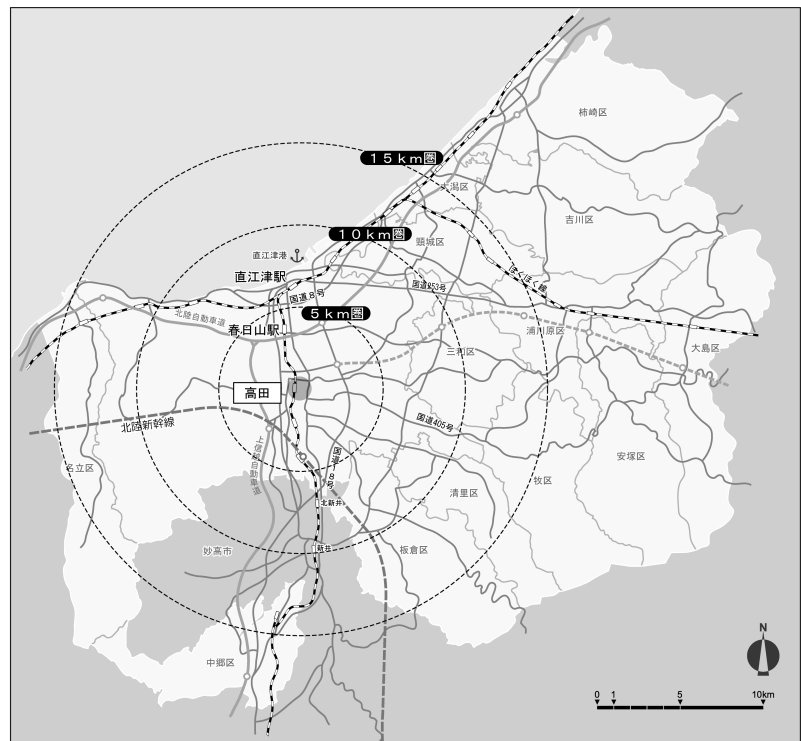 柿崎区
15km圏
大潟区
吉川区
10km圏
頸城区
直江津港
直江津駅
国道253号
ほくほく線
国道8号
5km圏
北陸自動車道
春日山駅
浦川原区
三和区
大島区
高田
国道405号
北陸新幹線
上信越自動車道
国道18号
名立区
安塚区
牧区
清里区
北新井
妙高市
新井
板倉区
中郷区
N
0 1 5 10km